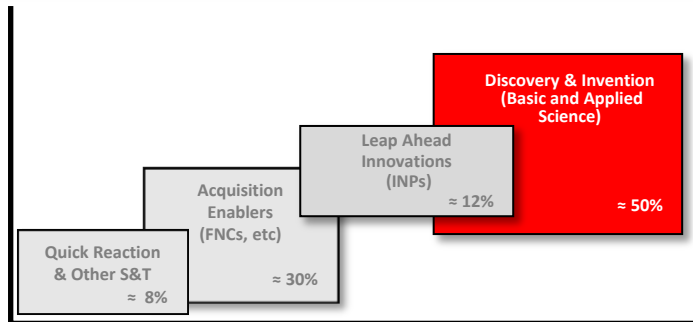 Discovery & Invention
(Basic and Applied
Science)
≈ 50%
Leap Ahead
Innovations
(INPs)
≈ 12%
Acquisition
Enablers
(FNCs, etc)
≈ 30%
Quick Reaction
& Other S&T
≈ 8%